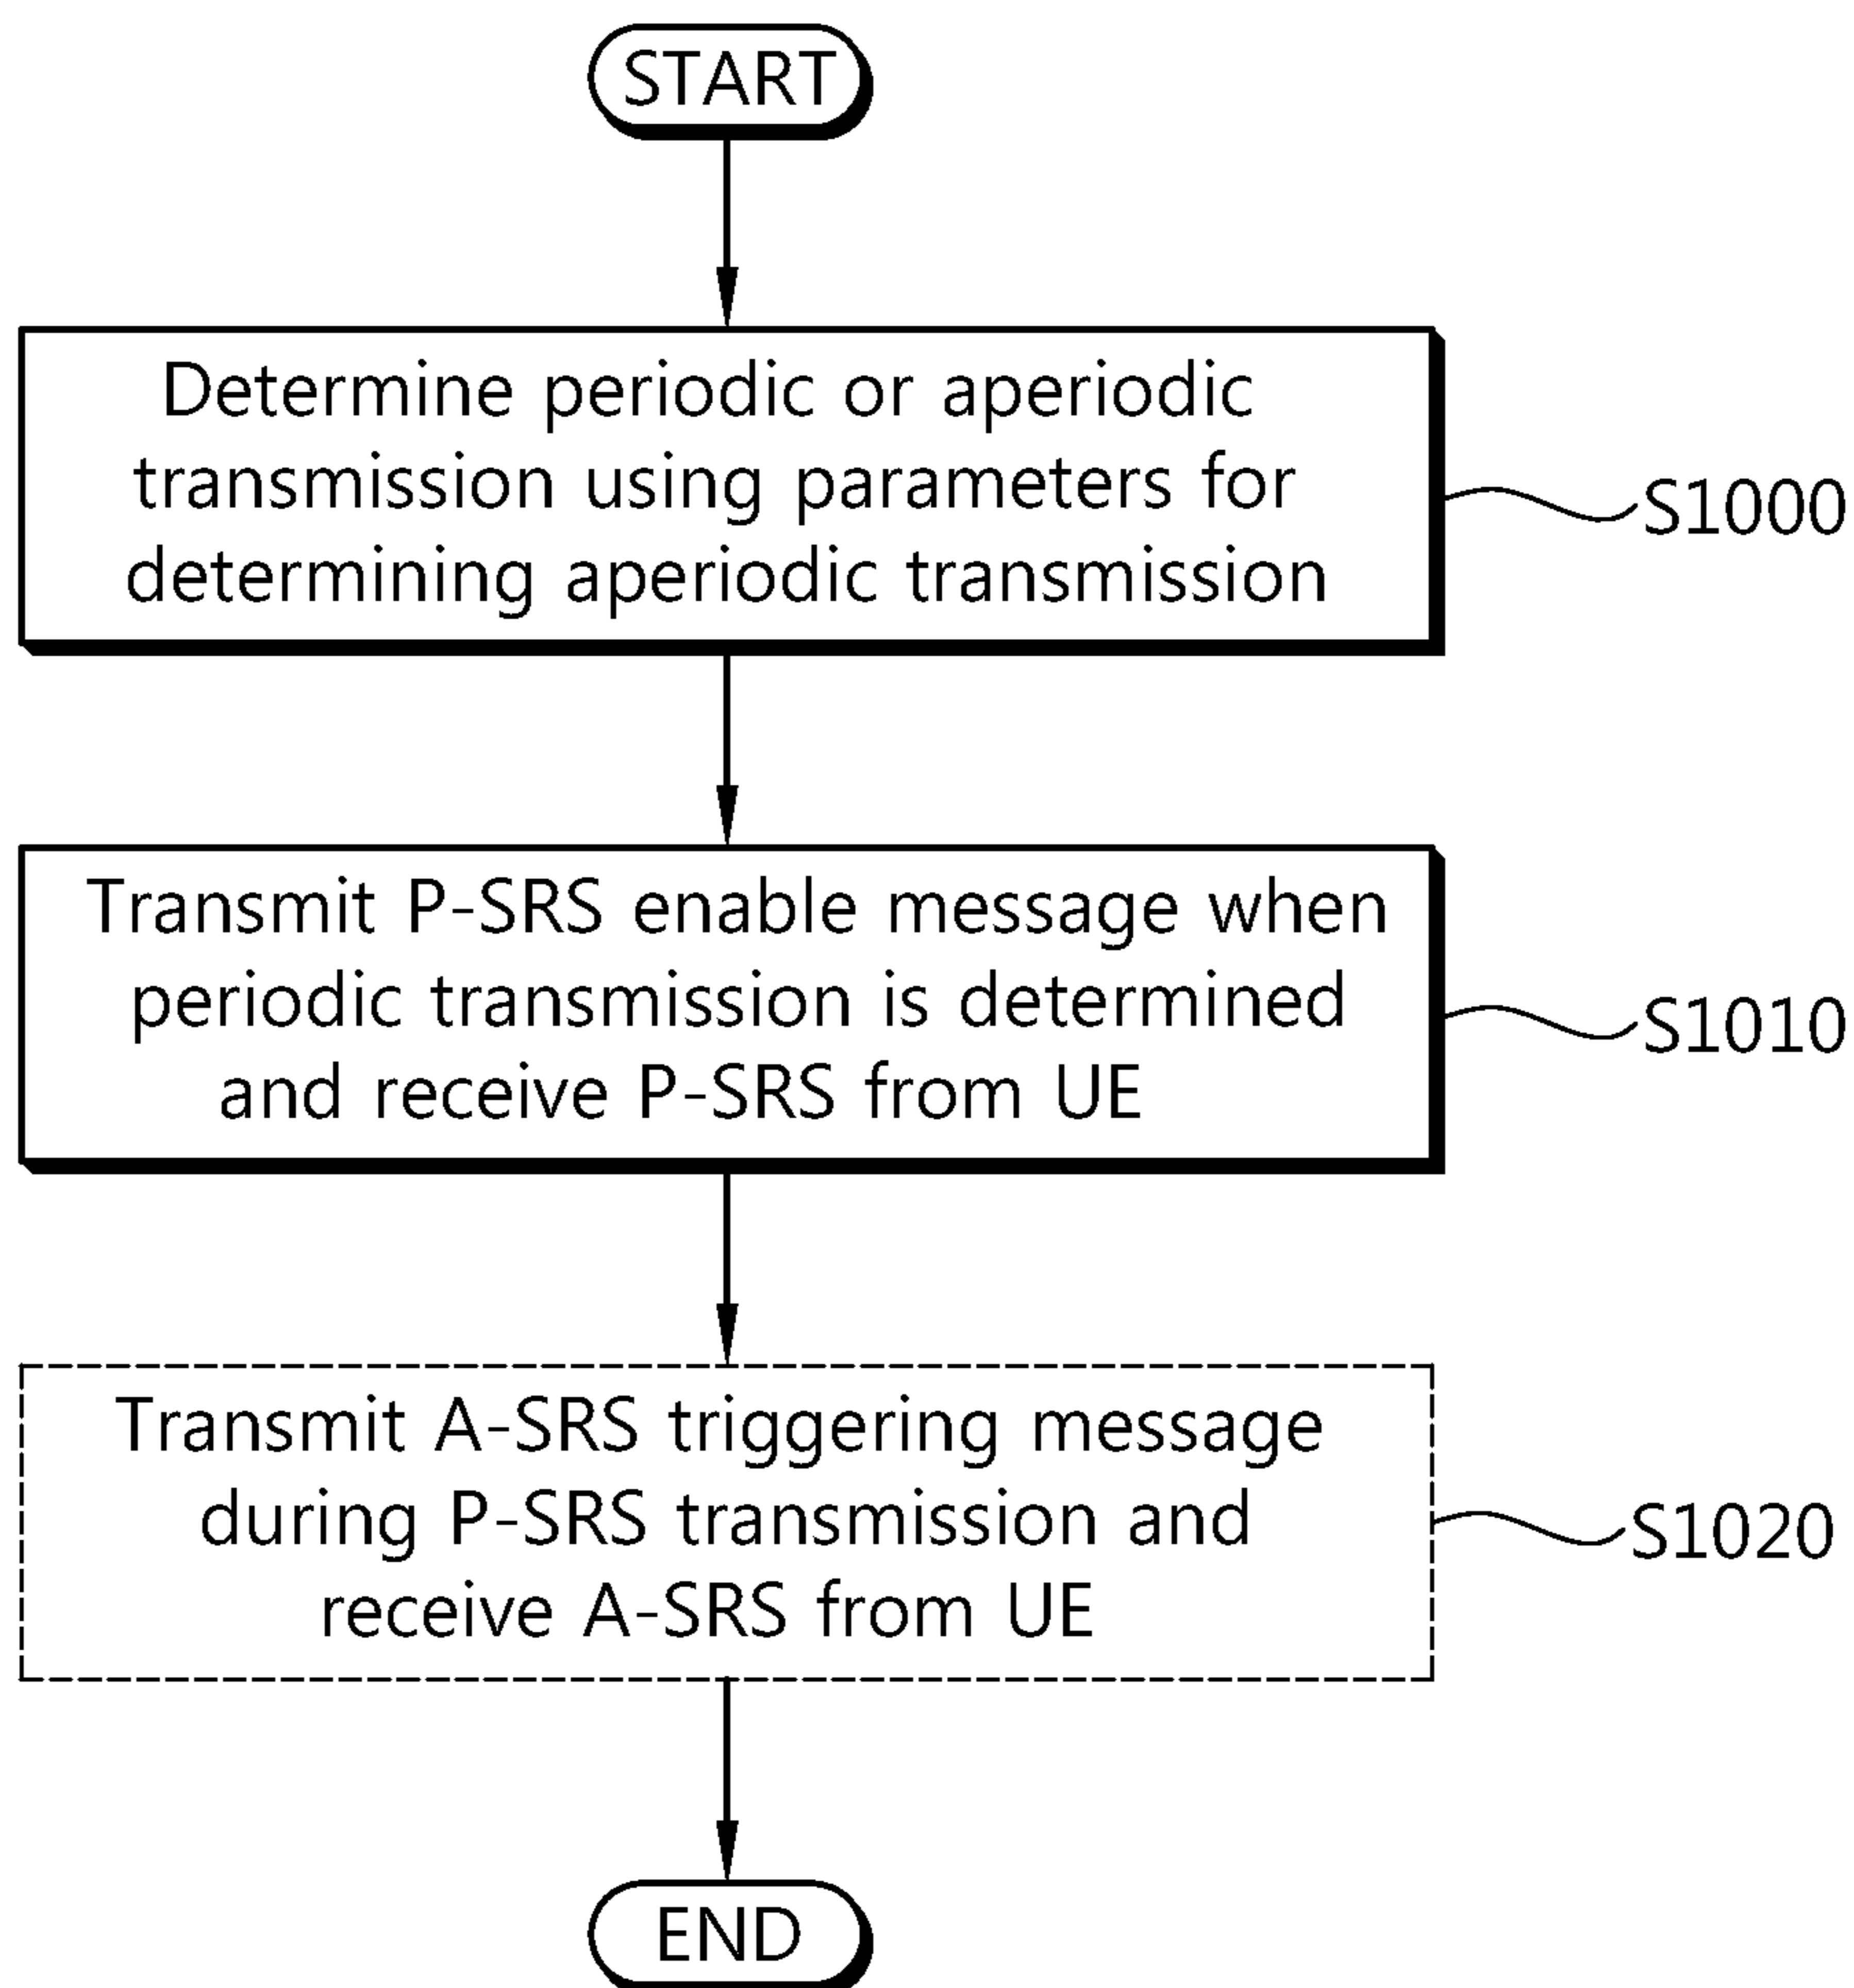 START
Determine periodic or aperiodic
transmission using parameters for
determining aperiodic transmission
S1000
Transmit P-SRS enable message when
periodic transmission is determined
and receive P-SRS from UE
S1010
Transmit A-SRS triggering message
during P-SRS transmission and
receive A-SRS from UE
S1020
END